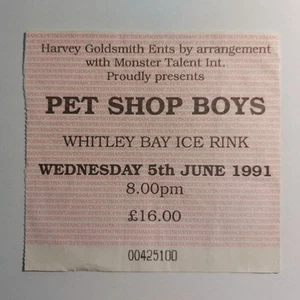 Harvey Goldsmith Ents by arrangement
with Monster Talent Int.
Proudly presents
PET SHOP BOYS
WHITLEY BAY ICE RINK
WEDNESDAY 5th JUNE 1991
8.00pm
£16.00
00425100